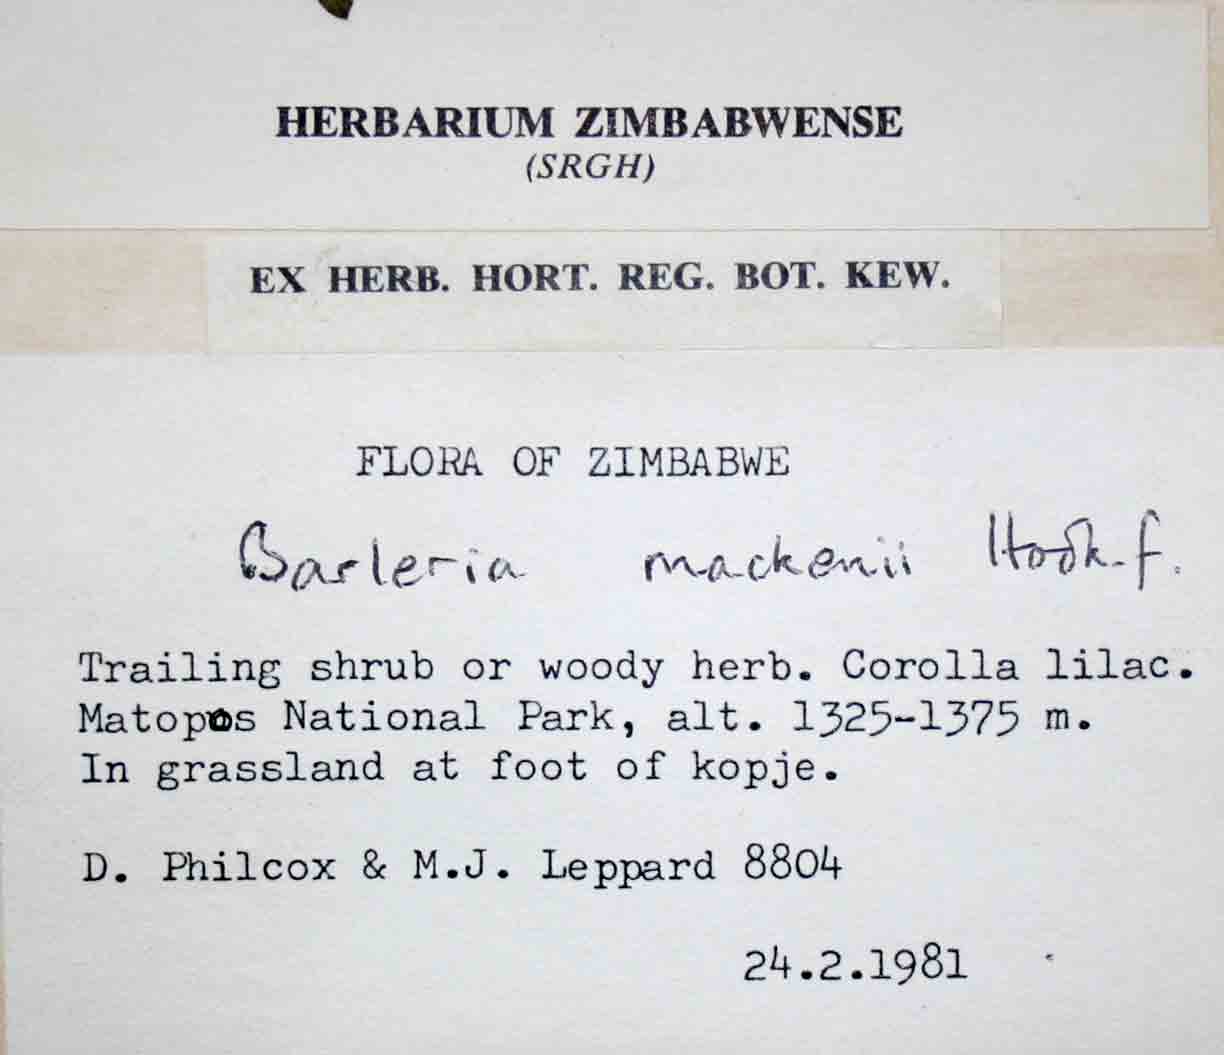 HERBARIUM ZIMBABWENSE
(SRGH)
EX HERB. HORT. REG. BOT. KEW.
FLORA OF ZIMBABWE
Barleria mackenii Hook.f.
Trailing shrub or woody herb. Corolla lilac.
Matopos National Park, alt. 1325-1375 m.
In grassland at foot of kopje.
D. Philcox & M.J. Leppard 8804
24.2.1981